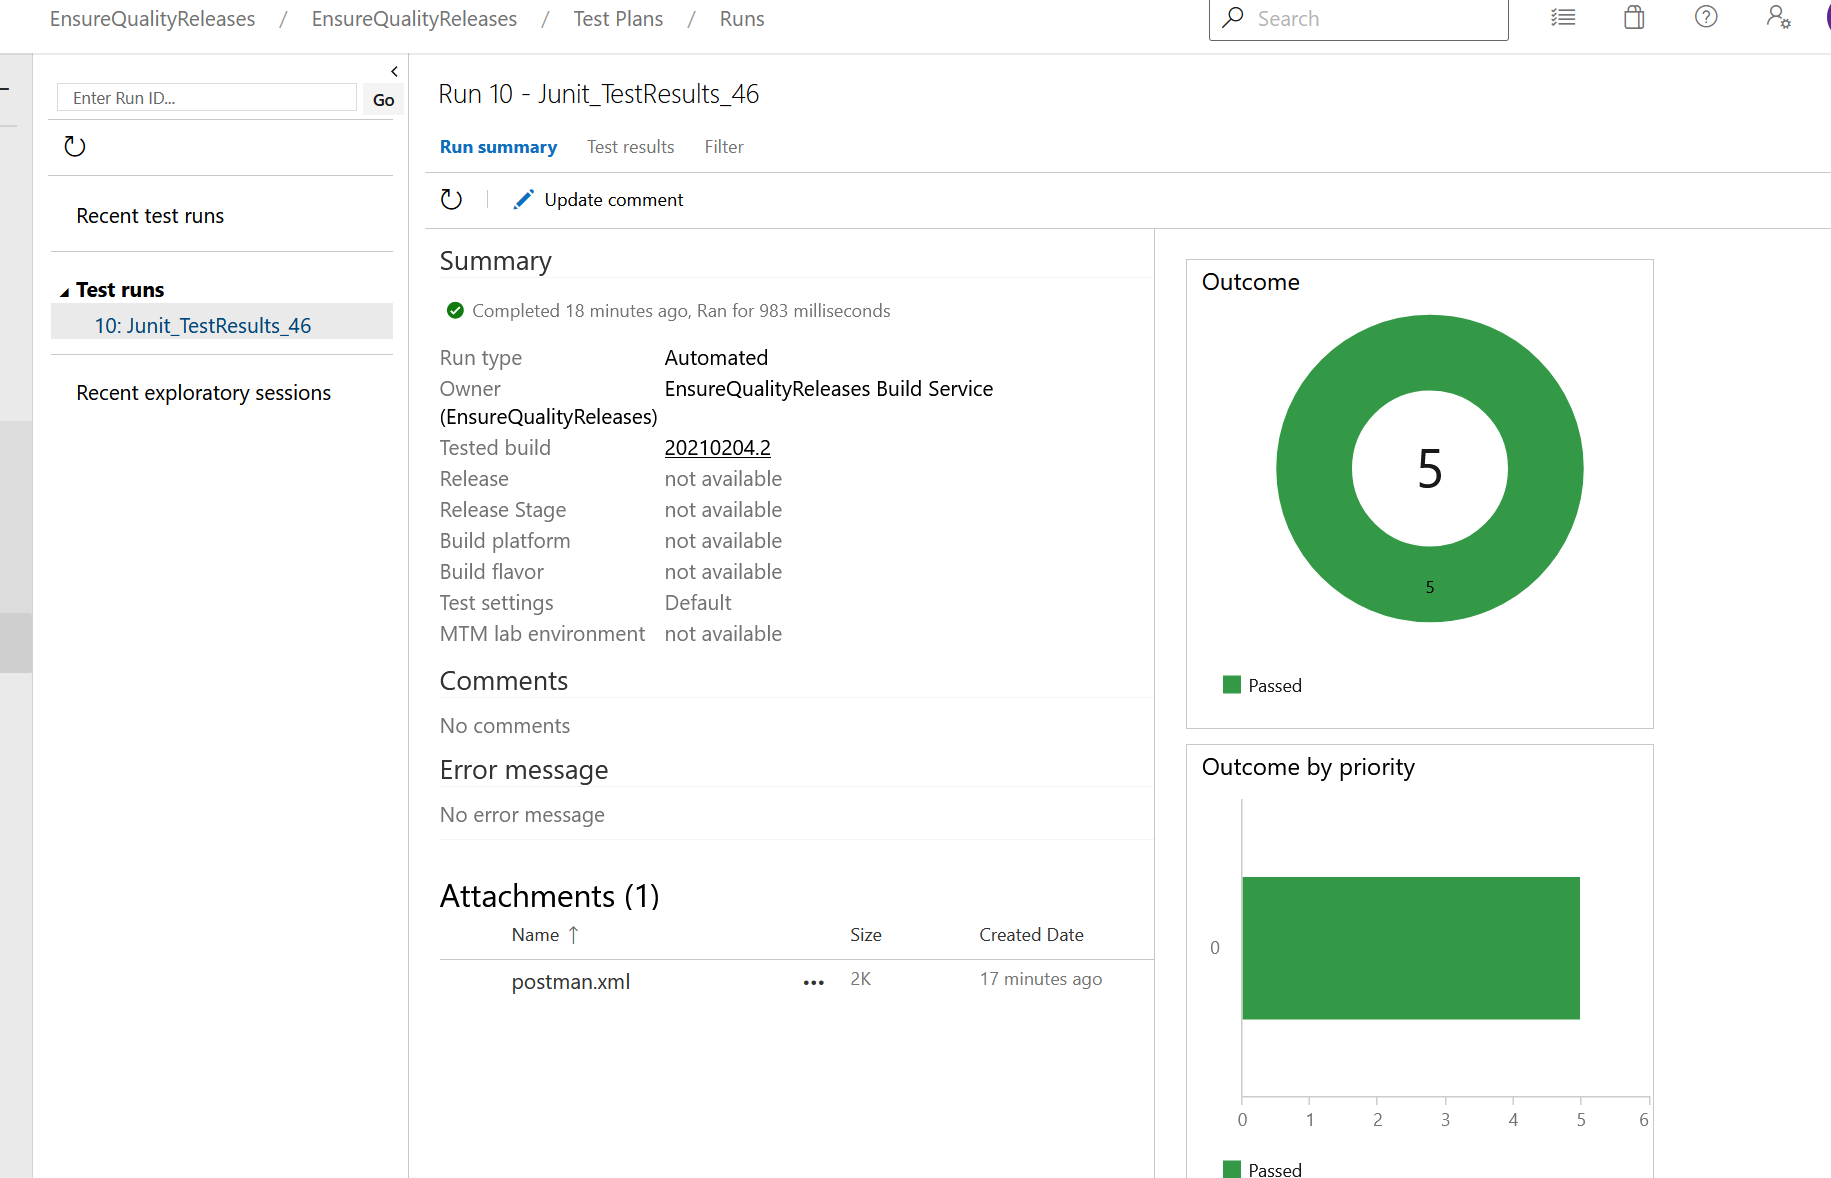 EnsureQualityReleases / EnsureQualityReleases / Test Plans / Runs
Search
Enter Run ID...
Go
Recent test runs
Test runs
10: Junit_TestResults_46
Recent exploratory sessions
Run 10 - Junit_TestResults_46
Run summary Test results Filter
Update comment
Summary
Completed 18 minutes ago, Ran for 983 milliseconds
Run type Automated
Owner EnsureQualityReleases Build Service
(EnsureQualityReleases)
Tested build 20210204.2
Release not available
Release Stage not available
Build platform not available
Build flavor not available
Test settings Default
MTM lab environment not available
Comments
No comments
Error message
No error message
Attachments (1)
Name ↑ Size Created Date
postman.xml ... 2K 17 minutes ago
Outcome
5
5
Passed
Outcome by priority
0
0 1 2 3 4 5 6
Passed